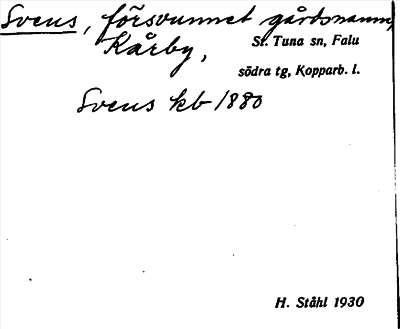 Svens, försvunnet gårdsnamn,
Kårby, St. Tuna sn, Falu
södra tg, Kopparb. l.
Svens kb 1880
H. Ståhl 1930